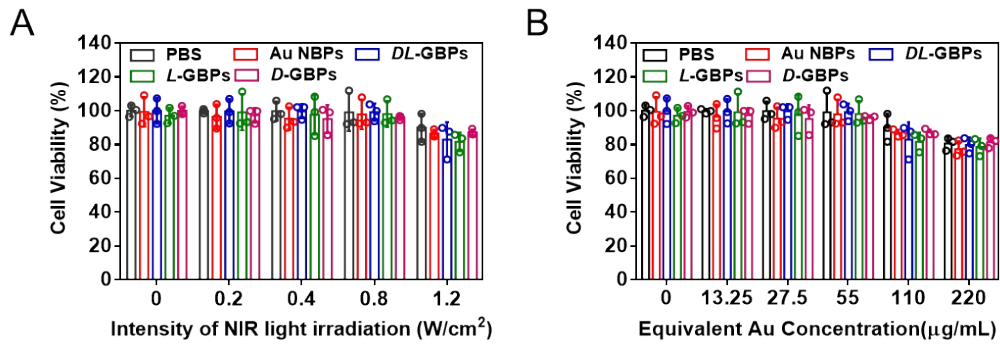 A
140
120
100
80
60
40
20
0
Cell Viability (%)
PBS Au NBPs DL-GBPs
L-GBPs D-GBPs
0 0.2 0.4 0.8 1.2
Intensity of NIR light irradiation (W/cm²)
B
140
120
100
80
60
40
20
0
Cell Viability (%)
PBS Au NBPs DL-GBPs
L-GBPs D-GBPs
0 13.25 27.5 55 110 220
Equivalent Au Concentration(μg/mL)